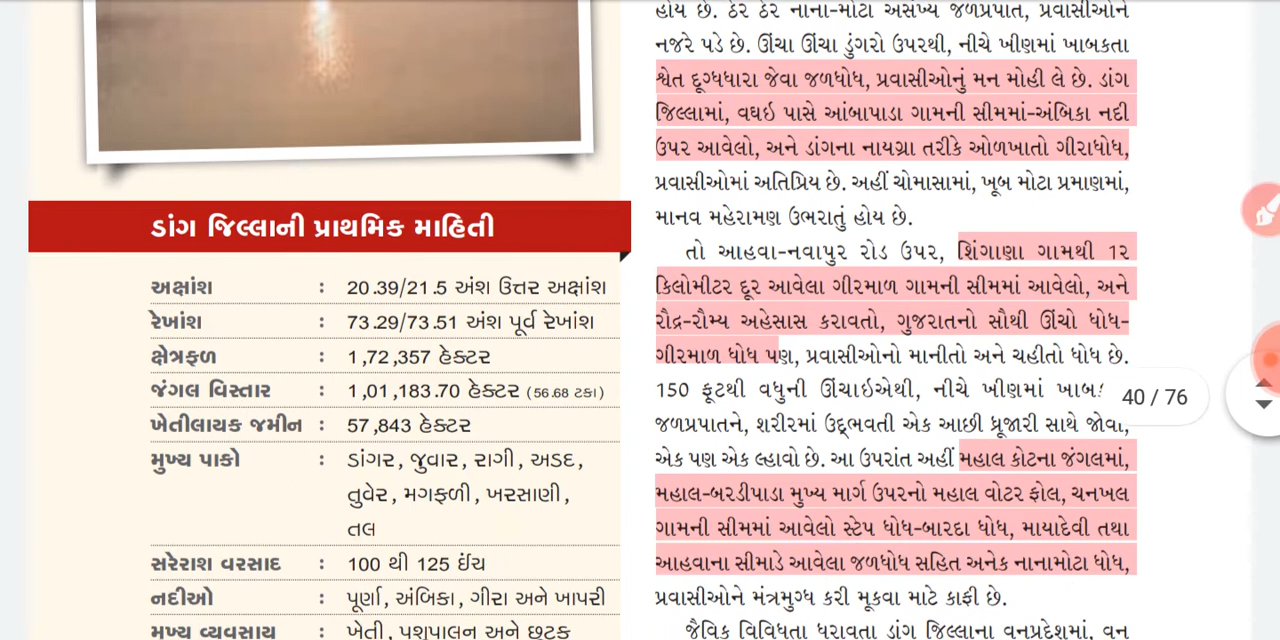 ડાંગ જિલ્લાની પ્રાથમિક માહિતી
અક્ષાંશ : 20.39/21.5 અંશ ઉત્તર અક્ષાંશ
રેખાંશ : 73.29/73.51 અંશ પૂર્વ રેખાંશ
ક્ષેત્રફળ : 1,72,357 હેક્ટર
જંગલ વિસ્તાર : 1,01,183.70 હેક્ટર (56.68 ટકા)
ખેતીલાયક જમીન : 57,843 હેક્ટર
મુખ્ય પાકો : ડાંગર, જુવાર, રાગી, અડદ,
તુવેર, મગફળી, ખરસાણી,
તલ
સરેરાશ વરસાદ : 100 થી 125 ઈંચ
નદીઓ : પૂર્ણા, અંબિકા, ગીરા અને ખાપરી
મુખ્ય વ્યવસાય : ખેતી, પશુપાલન અને છૂટક
હોય છે. ઠેર ઠેર નાના-મોટા અસંખ્ય જળપ્રપાત, પ્રવાસીઓને
નજરે પડે છે. ઊંચા ઊંચા ડુંગરો ઉપરથી, નીચે ખીણમાં ખાબકતા
શ્વેત દૂગ્ધધારા જેવા જળધોધ, પ્રવાસીઓનું મન મોહી લે છે. ડાંગ
જિલ્લામાં, વઘઇ પાસે આંબાપાડા ગામની સીમમાં-અંબિકા નદી
ઉપર આવેલો, અને ડાંગના નાયગ્રા તરીકે ઓળખાતો ગીરાધોધ,
પ્રવાસીઓમાં અતિપ્રિય છે. અહીં ચોમાસામાં, ખૂબ મોટા પ્રમાણમાં,
માનવ મહેરામણ ઉભરાતું હોય છે.
તો આહવા-નવાપુર રોડ ઉપર, શિંગાણા ગામથી 1ર
કિલોમીટર દૂર આવેલા ગીરમાળ ગામની સીમમાં આવેલો, અને
રૌદ્ર-રૌમ્ય અહેસાસ કરાવતો, ગુજરાતનો સૌથી ઊંચો ધોધ-
ગીરમાળ ધોધ પણ, પ્રવાસીઓનો માનીતો અને ચહીતો ધોધ છે.
150 ફૂટથી વધુની ઊંચાઇએથી, નીચે ખીણમાં
જળપ્રપાતને, શરીરમાં ઉદ્દ્ભવતી એક આછી ધ્રૂજારી સાથે જોવા,
એક પણ એક લ્હાવો છે. આ ઉપરાંત અહીં મહાલ કોટના જંગલમાં,
મહાલ-બરડીપાડા મુખ્ય માર્ગ ઉપરનો મહાલ વોટર ફોલ, ચનખલ
ગામની સીમમાં આવેલો સ્ટેપ ધોધ-બારદા ધોધ, માયાદેવી તથા
આહવાના સીમાડે આવેલા જળધોધ સહિત અનેક નાનામોટા ધોધ,
પ્રવાસીઓને મંત્રમુગ્ધ કરી મૂકવા માટે કાફી છે.
જૈવિક વિવિધતા ધરાવતા ડાંગ જિલ્લાના વનપ્રદેશમાં, વન
40 / 76